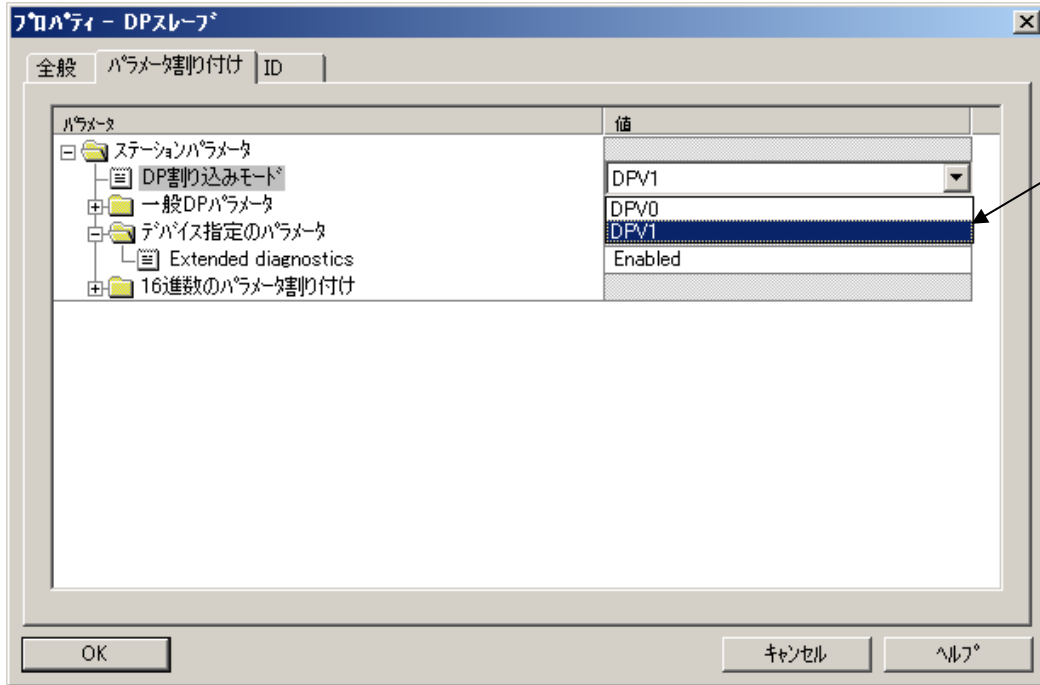 プロパティ - DPスレーブ
全般 パラメータ割り付け ID
パラメータ 値
ステーションパラメータ
DP割り込みモード DPV1
一般DPパラメータ DPV0
デバイス指定のパラメータ DPV1
Extended diagnostics Enabled
16進数のパラメータ割り付け
OK キャンセル ヘルプ